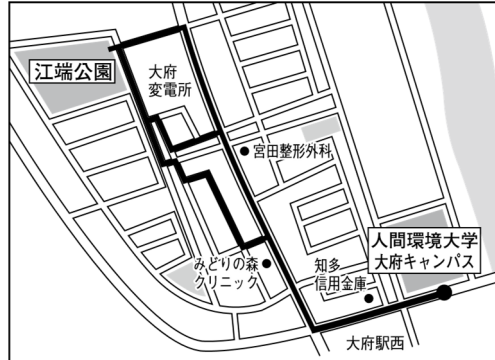 江端公園
大府
変電所
宮田整形外科
人間環境大学
大府キャンパス
みどりの森
クリニック
知多
信用金庫
大府駅西